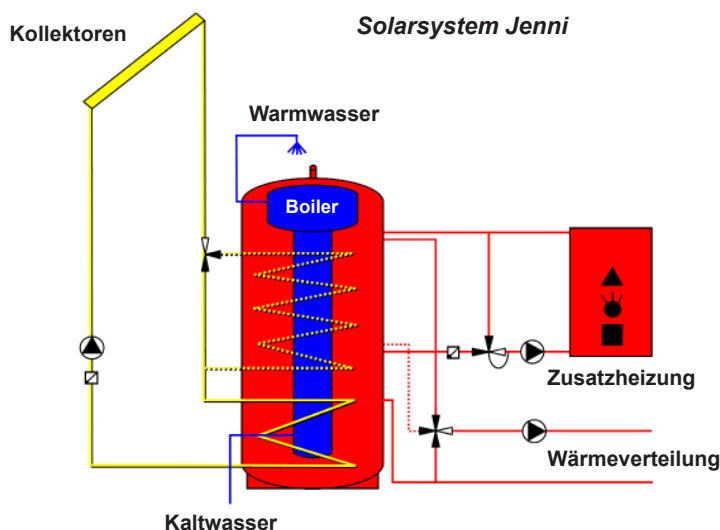 Solarsystem Jenni
Kollektoren
Warmwasser
Boiler
Zusatzheizung
Wärmeverteilung
Kaltwasser